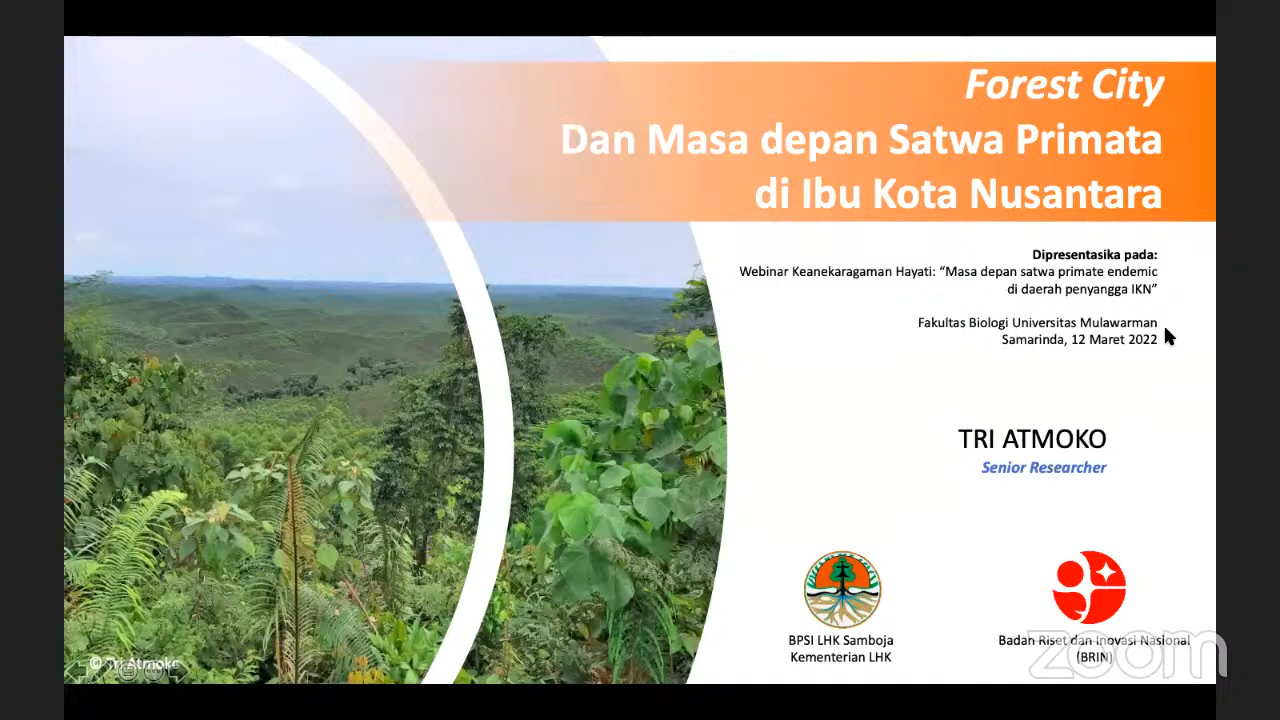 Forest City
Dan Masa depan Satwa Primata
di Ibu Kota Nusantara
Dipresentasika pada:
Webinar Keanekaragaman Hayati: “Masa depan satwa primate endemic
di daerah penyangga IKN”
Fakultas Biologi Universitas Mulawarman
Samarinda, 12 Maret 2022
TRI ATMOKO
Senior Researcher
BPSI LHK Samboja
Kementerian LHK
Badan Riset dan Inovasi Nasional
(BRIN)
© Tri Atmoko
zoom